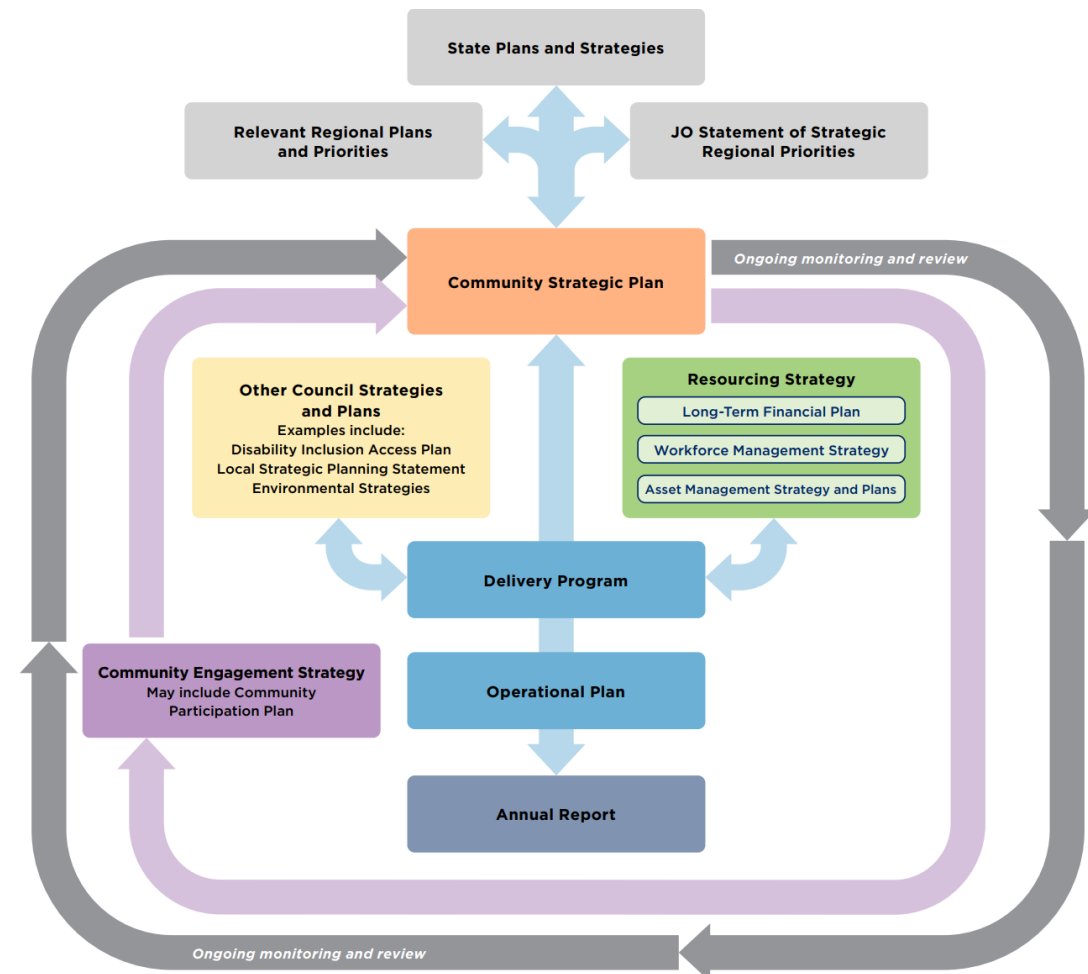 State Plans and Strategies
Relevant Regional Plans
and Priorities
JO Statement of Strategic
Regional Priorities
Community Strategic Plan
Ongoing monitoring and review
Other Council Strategies
and Plans
Examples include:
Disability Inclusion Access Plan
Local Strategic Planning Statement
Environmental Strategies
Resourcing Strategy
Long-Term Financial Plan
Workforce Management Strategy
Asset Management Strategy and Plans
Delivery Program
Community Engagement Strategy
May include Community
Participation Plan
Operational Plan
Annual Report
Ongoing monitoring and review